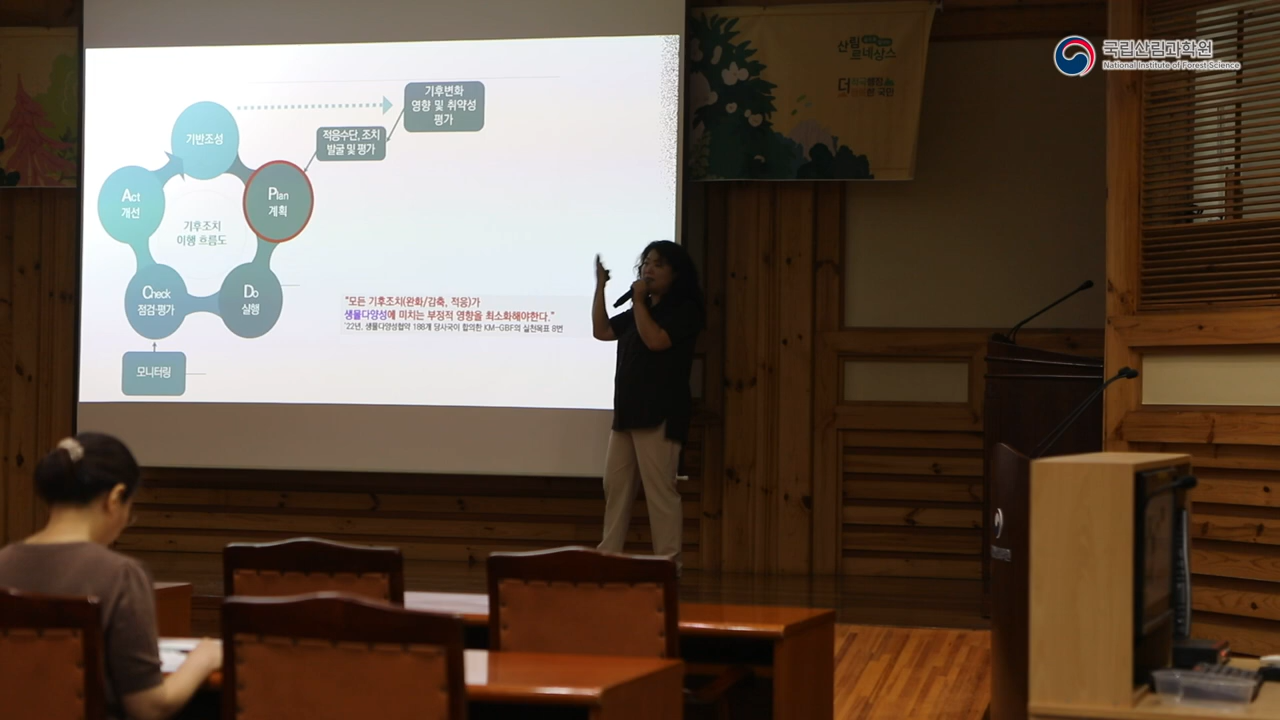 국립산림과학원
National Institute of Forest Science
산림
르네상스
기후변화
영향 및 취약성
평가
적응수단, 조치
발굴 및 평가
기반조성
Plan
계획
Act
개선
기후조치
이행 흐름도
Check
점검·평가
Do
실행
모니터링
"모든 기후조치(완화/감축, 적응)가
생물다양성에 미치는 부정적 영향을 최소화해야한다."
'22년, 생물다양성협약 188개 당사국이 합의한 KM-GBF의 실천목표 8번